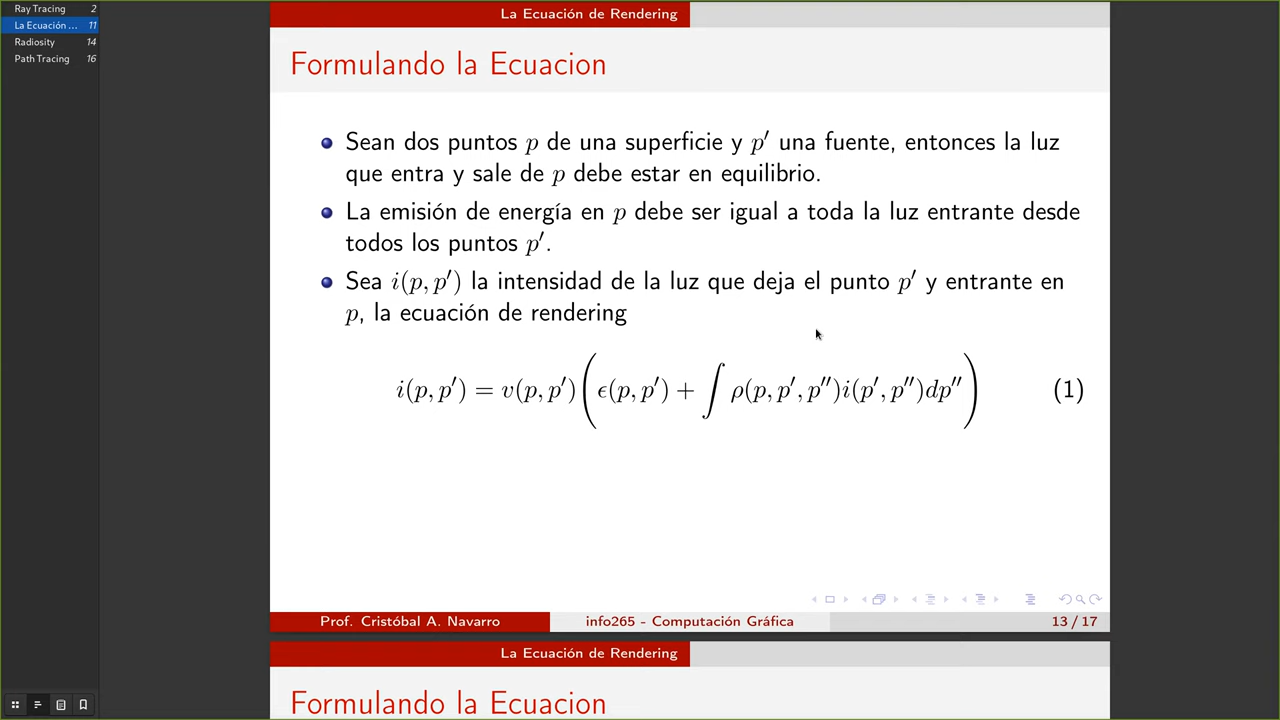 Ray Tracing 2
La Ecuación ... 11
Radiosity 14
Path Tracing 16
La Ecuación de Rendering
Formulando la Ecuacion
Sean dos puntos p de una superficie y p′ una fuente, entonces la luz
que entra y sale de p debe estar en equilibrio.
La emisión de energía en p debe ser igual a toda la luz entrante desde
todos los puntos p′.
Sea i(p, p′) la intensidad de la luz que deja el punto p′ y entrante en
p, la ecuación de rendering
i(p, p′) = v(p, p′)(ϵ(p, p′) + ∫ ρ(p, p′, p′′)i(p′, p′′)dp′′) (1)
Prof. Cristóbal A. Navarro info265 - Computación Gráfica 13 / 17
La Ecuación de Rendering
Formulando la Ecuacion